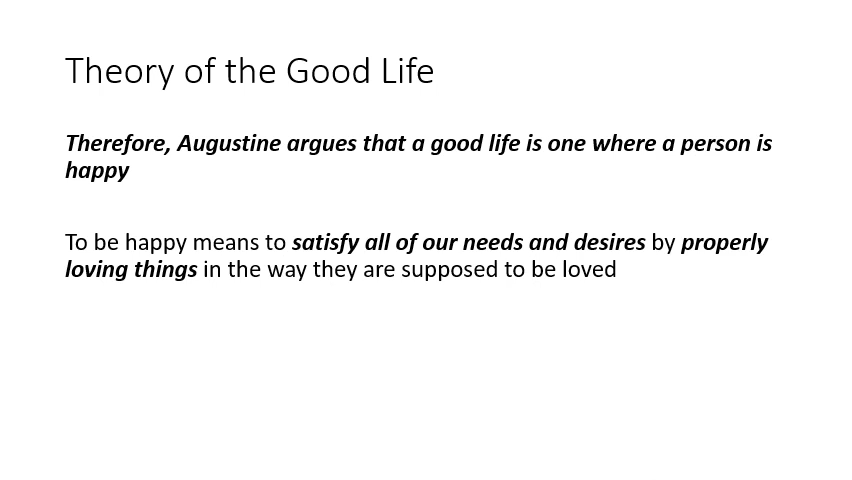 Theory of the Good Life
Therefore, Augustine argues that a good life is one where a person is
happy
To be happy means to satisfy all of our needs and desires by properly
loving things in the way they are supposed to be loved